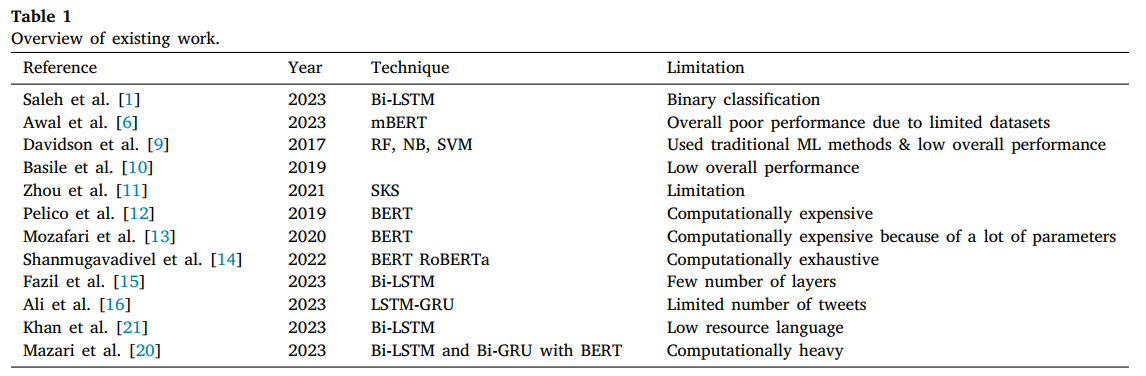 Table 1
Overview of existing work.
Reference Year Technique Limitation
Saleh et al. [1] 2023 Bi-LSTM Binary classification
Awal et al. [6] 2023 mBERT Overall poor performance due to limited datasets
Davidson et al. [9] 2017 RF, NB, SVM Used traditional ML methods & low overall performance
Basile et al. [10] 2019 Low overall performance
Zhou et al. [11] 2021 SKS Limitation
Pelico et al. [12] 2019 BERT Computationally expensive
Mozafari et al. [13] 2020 BERT Computationally expensive because of a lot of parameters
Shanmugavadivel et al. [14] 2022 BERT RoBERTa Computationally exhaustive
Fazil et al. [15] 2023 Bi-LSTM Few number of layers
Ali et al. [16] 2023 LSTM-GRU Limited number of tweets
Khan et al. [21] 2023 Bi-LSTM Low resource language
Mazari et al. [20] 2023 Bi-LSTM and Bi-GRU with BERT Computationally heavy